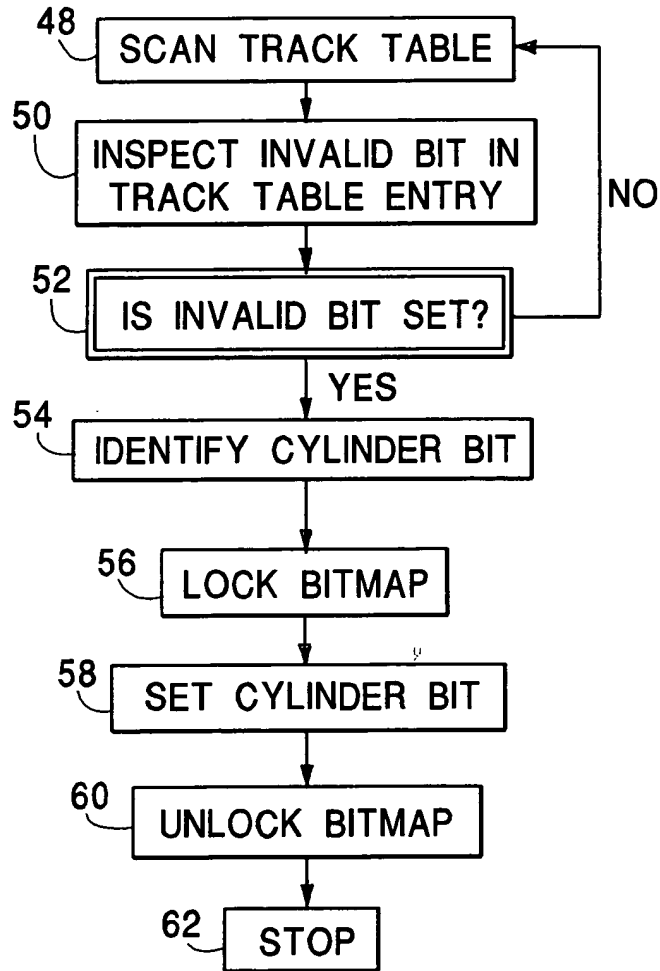 48
SCAN TRACK TABLE
50
INSPECT INVALID BIT IN
TRACK TABLE ENTRY
NO
52
IS INVALID BIT SET?
YES
54
IDENTIFY CYLINDER BIT
56
LOCK BITMAP
58
SET CYLINDER BIT
60
UNLOCK BITMAP
62
STOP